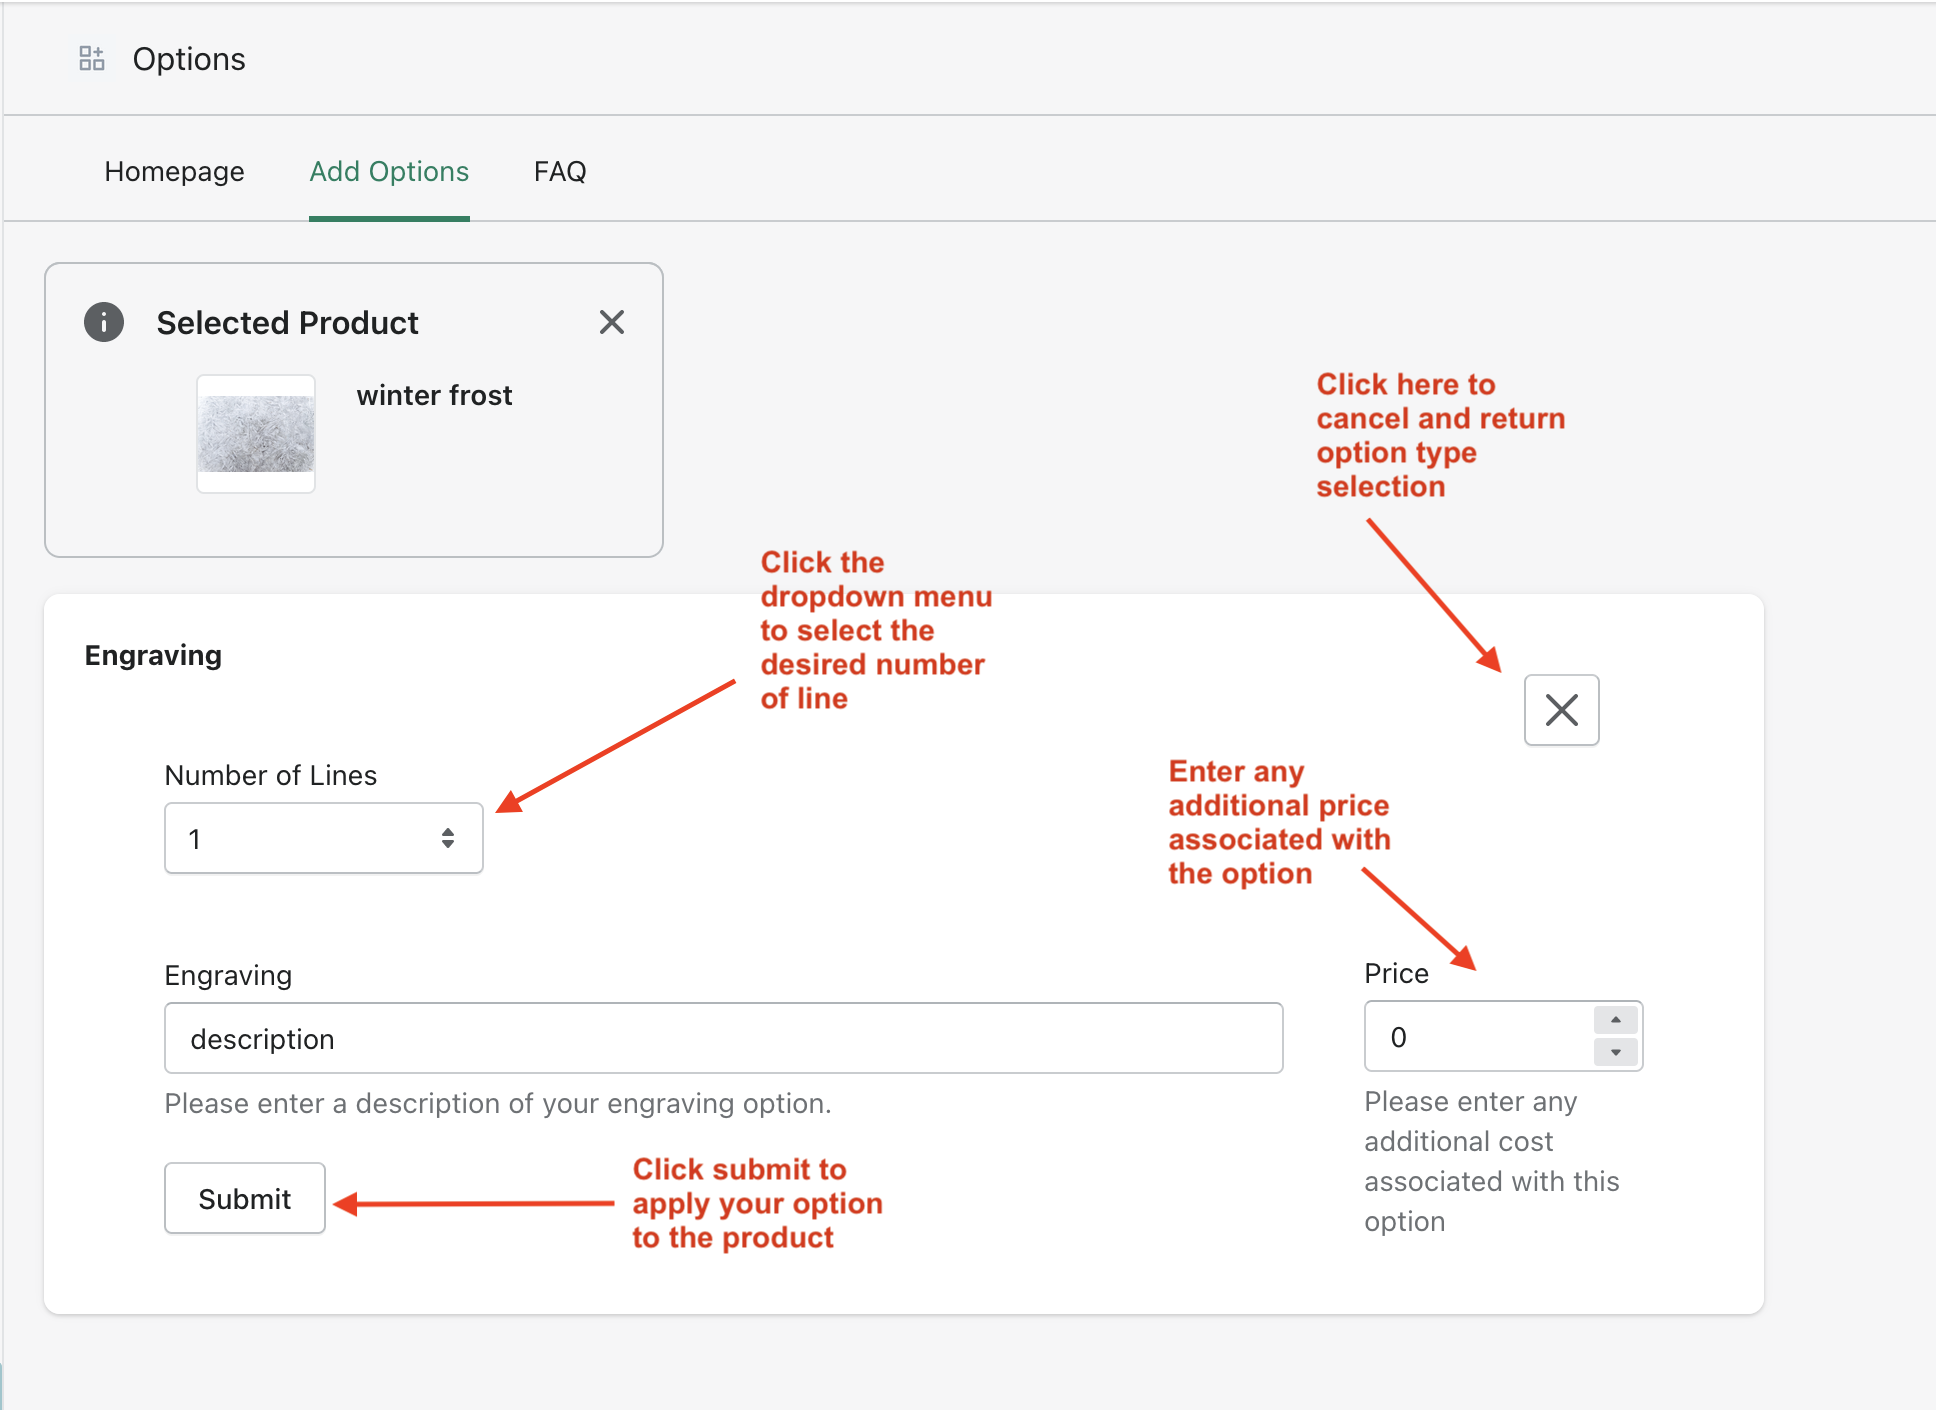 Options
Homepage
Add Options
FAQ
Selected Product
winter frost
Click here to
cancel and return
option type
selection
Click the
dropdown menu
to select the
desired number
of line
Engraving
Number of Lines
1
Enter any
additional price
associated with
the option
Engraving
description
Please enter a description of your engraving option.
Price
0
Please enter any
additional cost
associated with this
option
Submit
Click submit to
apply your option
to the product